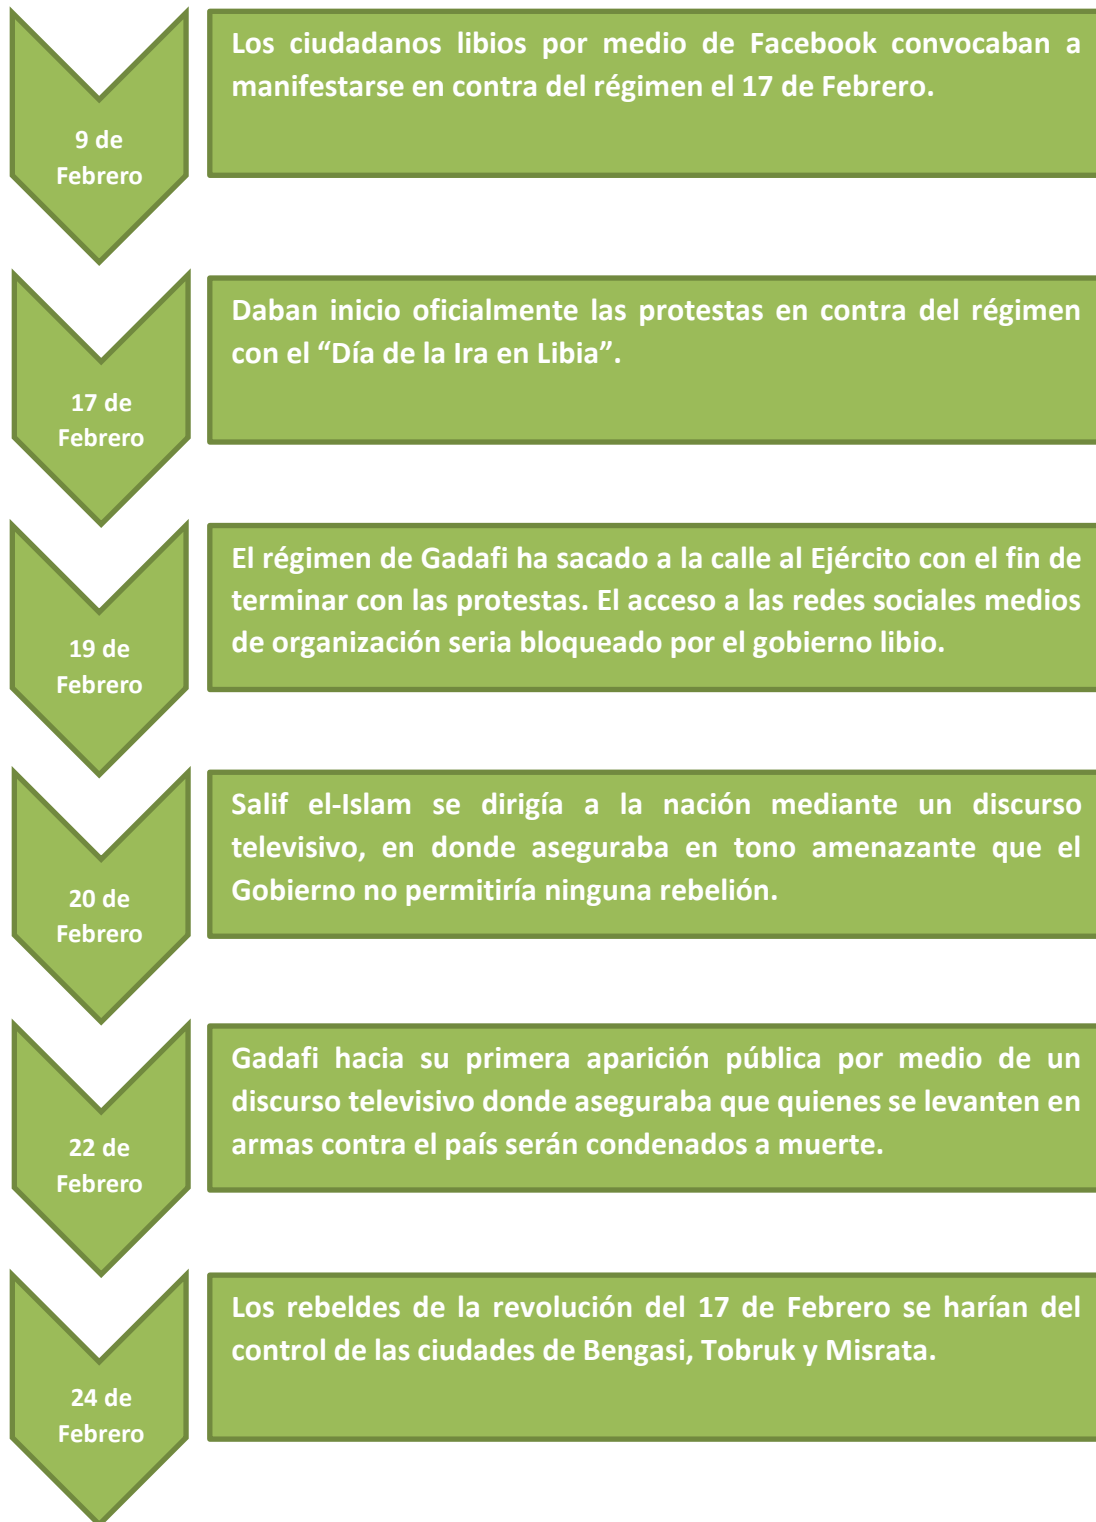 9 de
Febrero
Los ciudadanos libios por medio de Facebook convocaban a
manifestarse en contra del régimen el 17 de Febrero.
17 de
Febrero
Daban inicio oficialmente las protestas en contra del régimen
con el “Día de la Ira en Libia”.
19 de
Febrero
El régimen de Gadafi ha sacado a la calle al Ejército con el fin de
terminar con las protestas. El acceso a las redes sociales medios
de organización seria bloqueado por el gobierno libio.
20 de
Febrero
Salif el-Islam se dirigía a la nación mediante un discurso
televisivo, en donde aseguraba en tono amenazante que el
Gobierno no permitiría ninguna rebelión.
22 de
Febrero
Gadafi hacia su primera aparición pública por medio de un
discurso televisivo donde aseguraba que quienes se levanten en
armas contra el país serán condenados a muerte.
24 de
Febrero
Los rebeldes de la revolución del 17 de Febrero se harían del
control de las ciudades de Bengasi, Tobruk y Misrata.